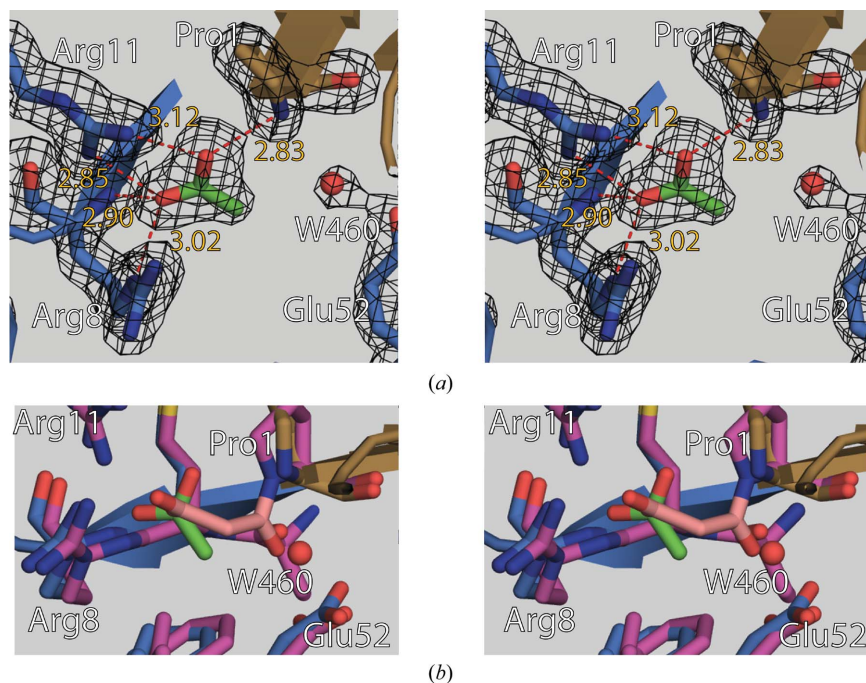 Arg11 Pro1 Arg11 Pro1
3.12 3.12
2.83 2.83
2.85 2.85
2.90 2.90
W460 W460
3.02 3.02
Arg8 Glu52 Arg8 Glu52
(a)
Arg11 Pro1 Arg11 Pro1
W460 W460
Arg8 Glu52 Arg8 Glu52
(b)